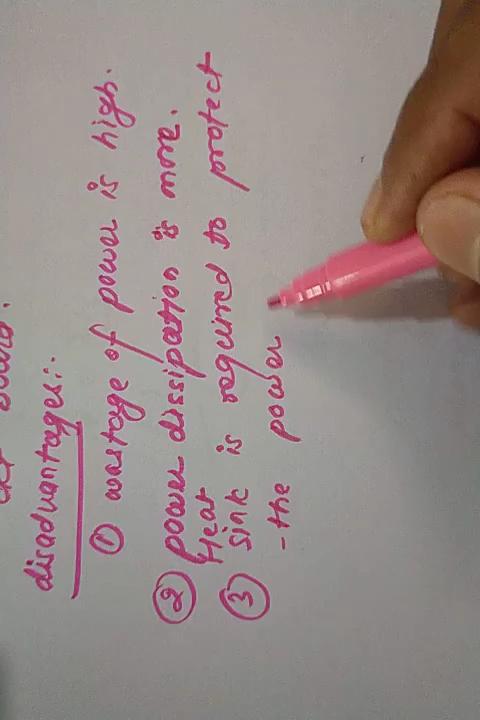 disadvantages:-
① wastage of power is high.
② power dissipation is more.
Heat
③ sink is required to protect
the power